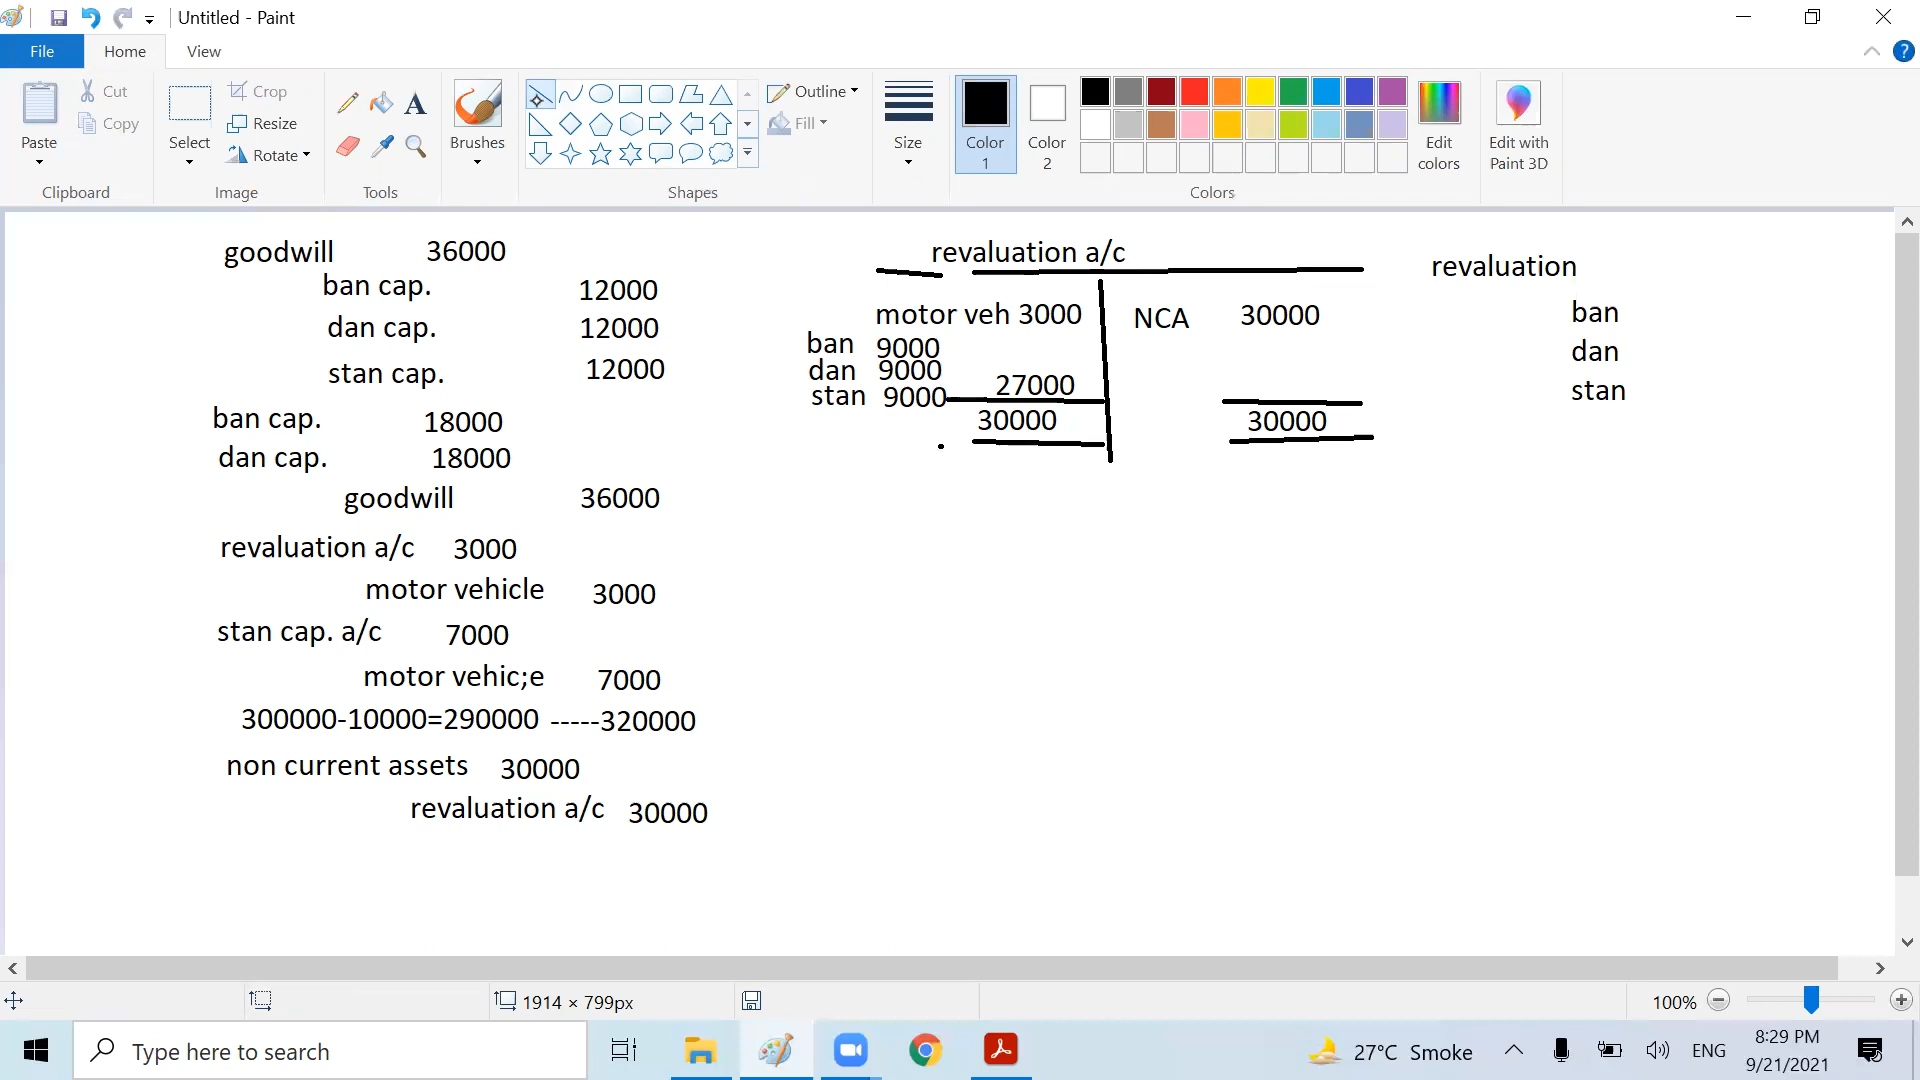 Untitled - Paint
File Home View
Paste Cut Copy Clipboard
Select Crop Resize Rotate Image
Tools
Brushes
Shapes
Outline Fill
Size
Color 1
Color 2
Colors
Edit colors
Edit with Paint 3D
goodwill 36000
ban cap. 12000
dan cap. 12000
stan cap. 12000
ban cap. 18000
dan cap. 18000
goodwill 36000
revaluation a/c 3000
motor vehicle 3000
stan cap. a/c 7000
motor vehic;e 7000
300000-10000=290000 -----320000
non current assets 30000
revaluation a/c 30000
revaluation a/c
motor veh 3000 NCA 30000
ban 9000
dan 9000
stan 9000 27000
30000 30000
revaluation
ban
dan
stan
1914 × 799px
100%
Type here to search
27°C Smoke
ENG
8:29 PM
9/21/2021